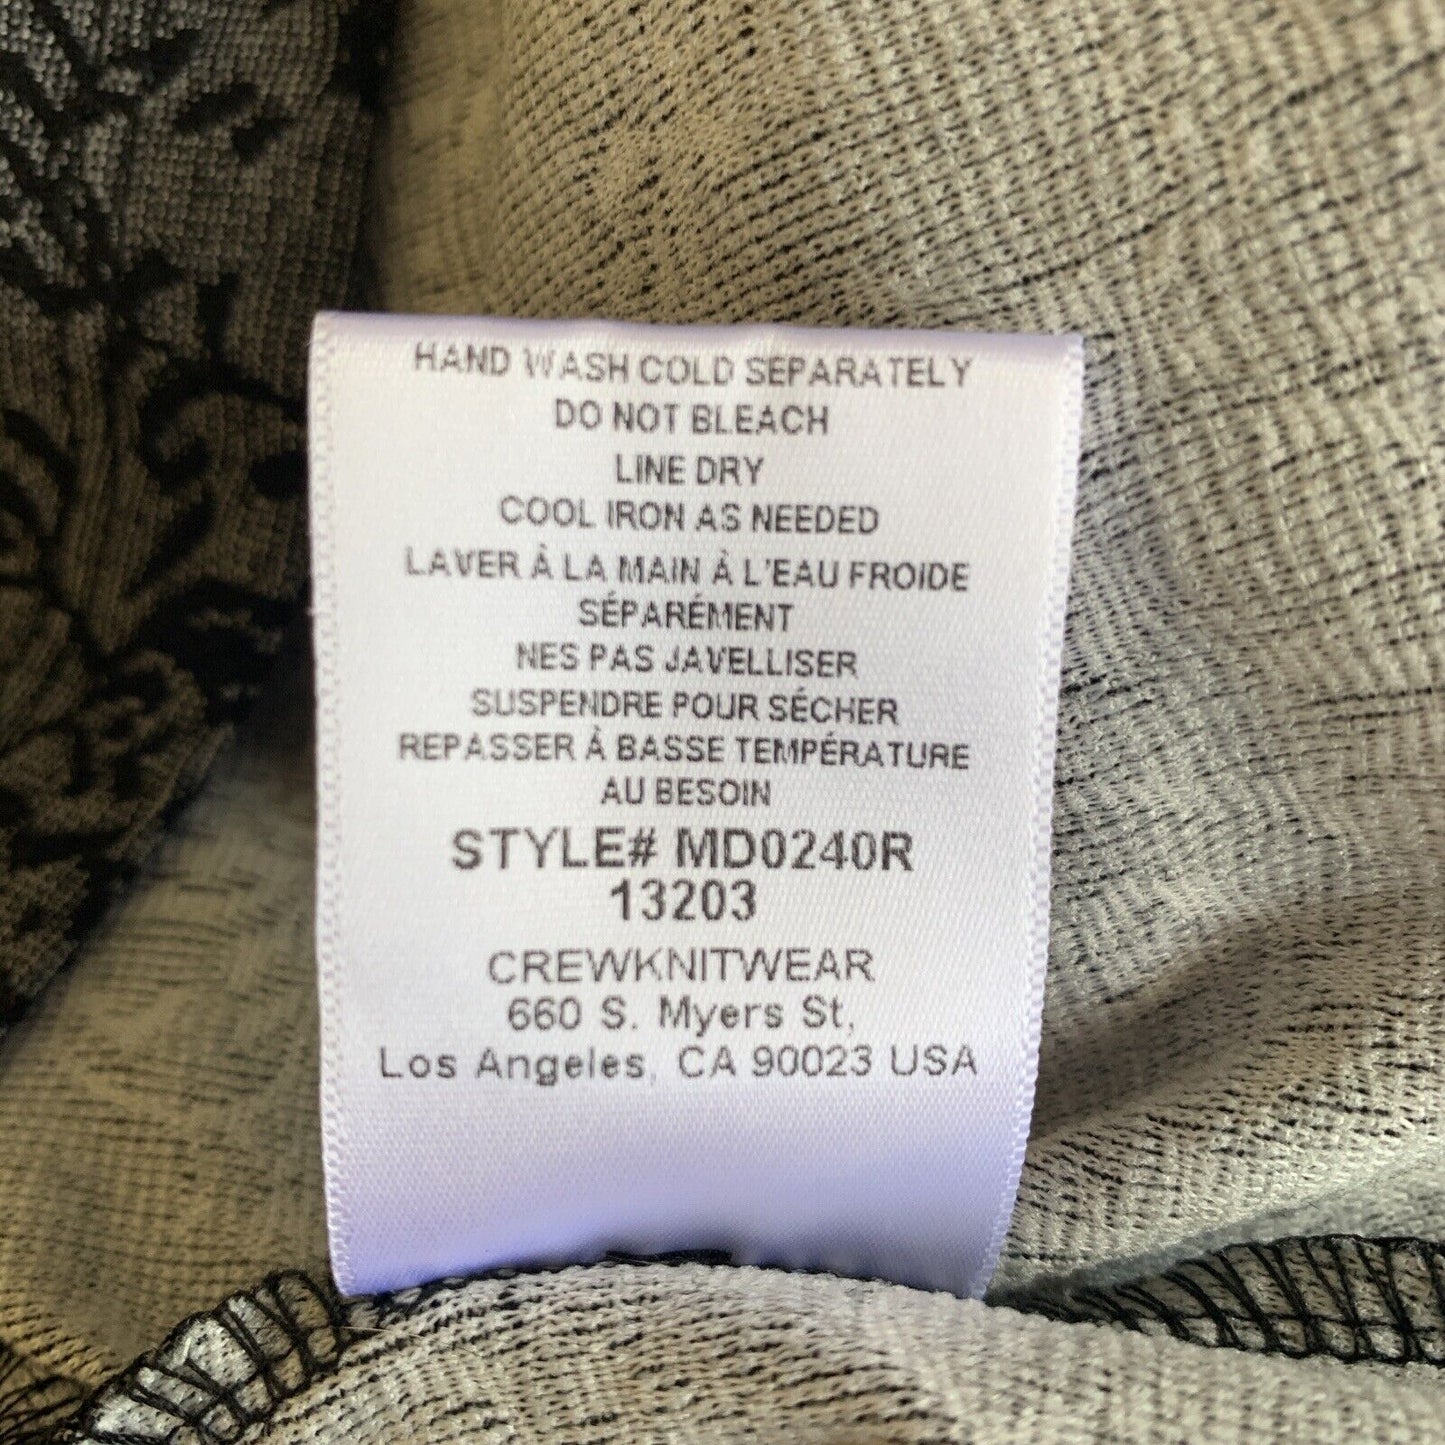 HAND WASH COLD SEPARATELY
DO NOT BLEACH
LINE DRY
COOL IRON AS NEEDED
LAVER À LA MAIN À L'EAU FROIDE
SÉPARÉMENT
NES PAS JAVELLISER
SUSPENDRE POUR SÉCHER
REPASSER À BASSE TEMPÉRATURE
AU BESOIN
STYLE# MD0240R
13203
CREWKNITWEAR
660 S. Myers St,
Los Angeles, CA 90023 USA